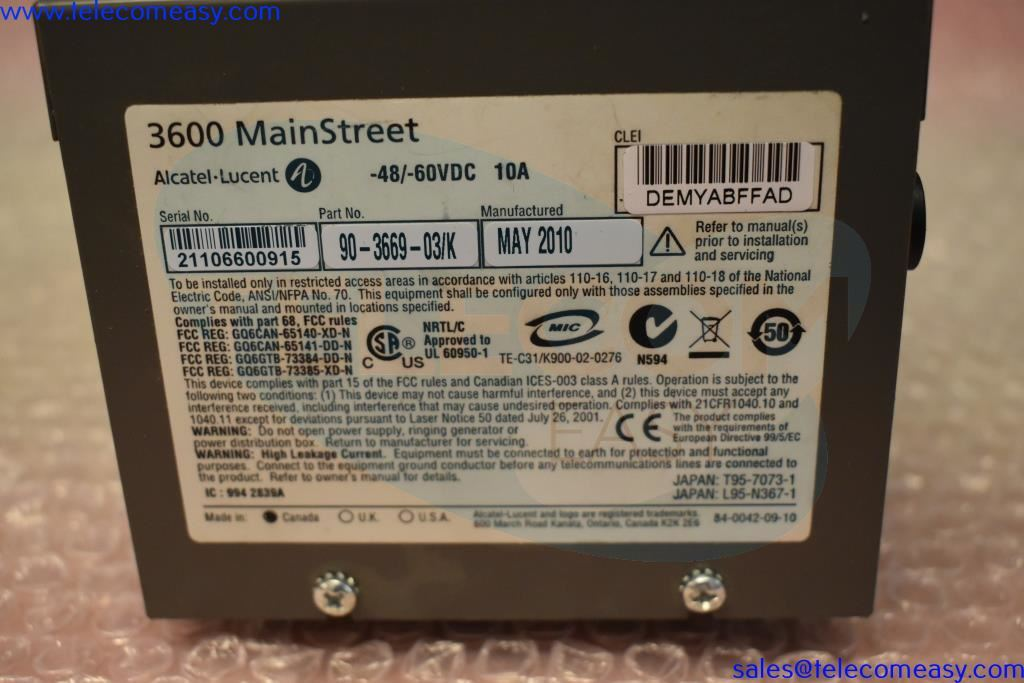 www.telecomeasy.com
3600 MainStreet
Alcatel·Lucent
-48/-60VDC 10A
CLEI
DEMYABFFAD
Serial No.
21106600915
Part No.
90-3669-03/K
Manufactured
MAY 2010
Refer to manual(s)
prior to installation
and servicing
To be installed only in restricted access areas in accordance with articles 110-16, 110-17 and 110-18 of the National
Electric Code, ANSI/NFPA No. 70. This equipment shall be configured only with those assemblies specified in the
owner's manual and mounted in locations specified.
Complies with part 68, FCC rules
FCC REG: GQ6CAN-65140-XD-N
FCC REG: GQ6CAN-65141-DD-N
FCC REG: GQ6GTB-73384-DD-N
FCC REG: GQ6GTB-73385-XD-N
C SA ® US
NRTL/C
Approved to
UL 60950-1
MIC
TE-C31/K900-02-0276
N594
50
This device complies with part 15 of the FCC rules and Canadian ICES-003 class A rules. Operation is subject to the
following two conditions: (1) This device may not cause harmful interference, and (2) this device must accept any
interference received, including interference that may cause undesired operation. Complies with 21CFR1040.10 and
1040.11 except for deviations pursuant to Laser Notice 50 dated July 26, 2001.
WARNING: Do not open power supply, ringing generator or
power distribution box. Return to manufacturer for servicing.
CE
The product complies
with the requirements of
European Directive 99/5/EC
WARNING: High Leakage Current. Equipment must be connected to earth for protection and functional
purposes. Connect to the equipment ground conductor before any telecommunications lines are connected to
the product. Refer to owner's manual for details.
JAPAN: T95-7073-1
JAPAN: L95-N367-1
IC : 994 2839A
Made in: Canada U.K. U.S.A.
Alcatel-Lucent and logo are registered trademarks.
600 March Road Kanata, Ontario, Canada K2K 2E6
84-0042-09-10
sales@telecomeasy.com